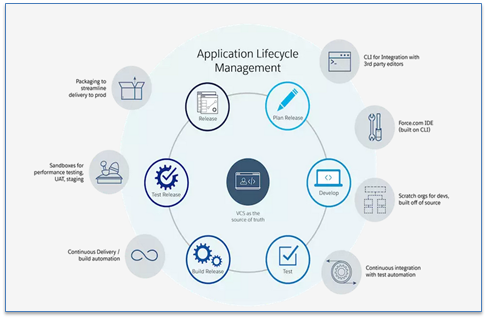 Application Lifecycle
Management
Packaging to
streamline
delivery to prod
CLI for Integration with
3rd party editors
Release
Plan Release
Force.com IDE
(built on CLI)
Sandboxes for
performance testing,
UAT, staging
Test Release
VCS as the
source of truth
Develop
Scratch orgs for devs,
built off of source
Continuous Delivery /
build automation
Build Release
Test
Continuous integration
with test automation